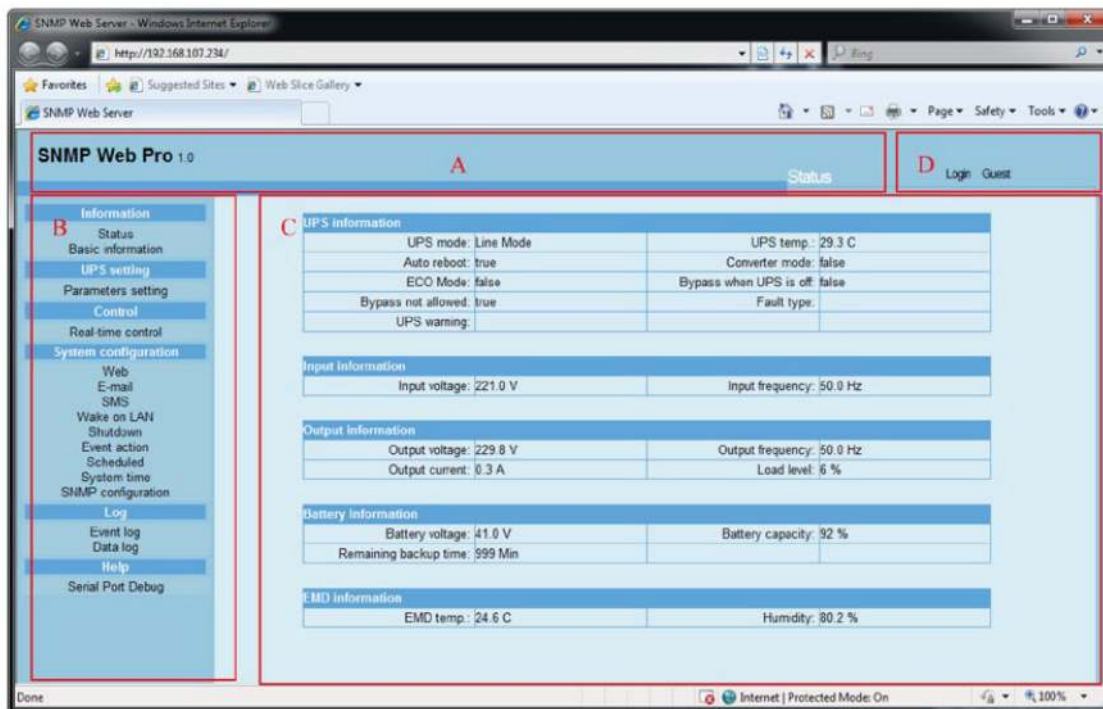 SNMP Web Server - Windows Internet Explorer
http://192.168.107.234/
Bing
Favorites Suggested Sites Web Slice Gallery
SNMP Web Server Page Safety Tools
SNMP Web Pro 1.0
A
Status
D
Login Guest
B
Information
Status
Basic information
UPS setting
Parameters setting
Control
Real-time control
System configuration
Web
E-mail
SMS
Wake on LAN
Shutdown
Event action
Scheduled
System time
SNMP configuration
Log
Event log
Data log
Help
Serial Port Debug
C
UPS information
UPS mode: Line Mode UPS temp.: 29.3 C
Auto reboot: true Converter mode: false
ECO Mode: false Bypass when UPS is off: false
Bypass not allowed: true Fault type:
UPS warning:
Input information
Input voltage: 221.0 V Input frequency: 50.0 Hz
Output information
Output voltage: 229.8 V Output frequency: 50.0 Hz
Output current: 0.3 A Load level: 6 %
Battery information
Battery voltage: 41.0 V Battery capacity: 92 %
Remaining backup time: 999 Min
EMD information
EMD temp.: 24.6 C Humidity: 80.2 %
Done Internet | Protected Mode: On 100%